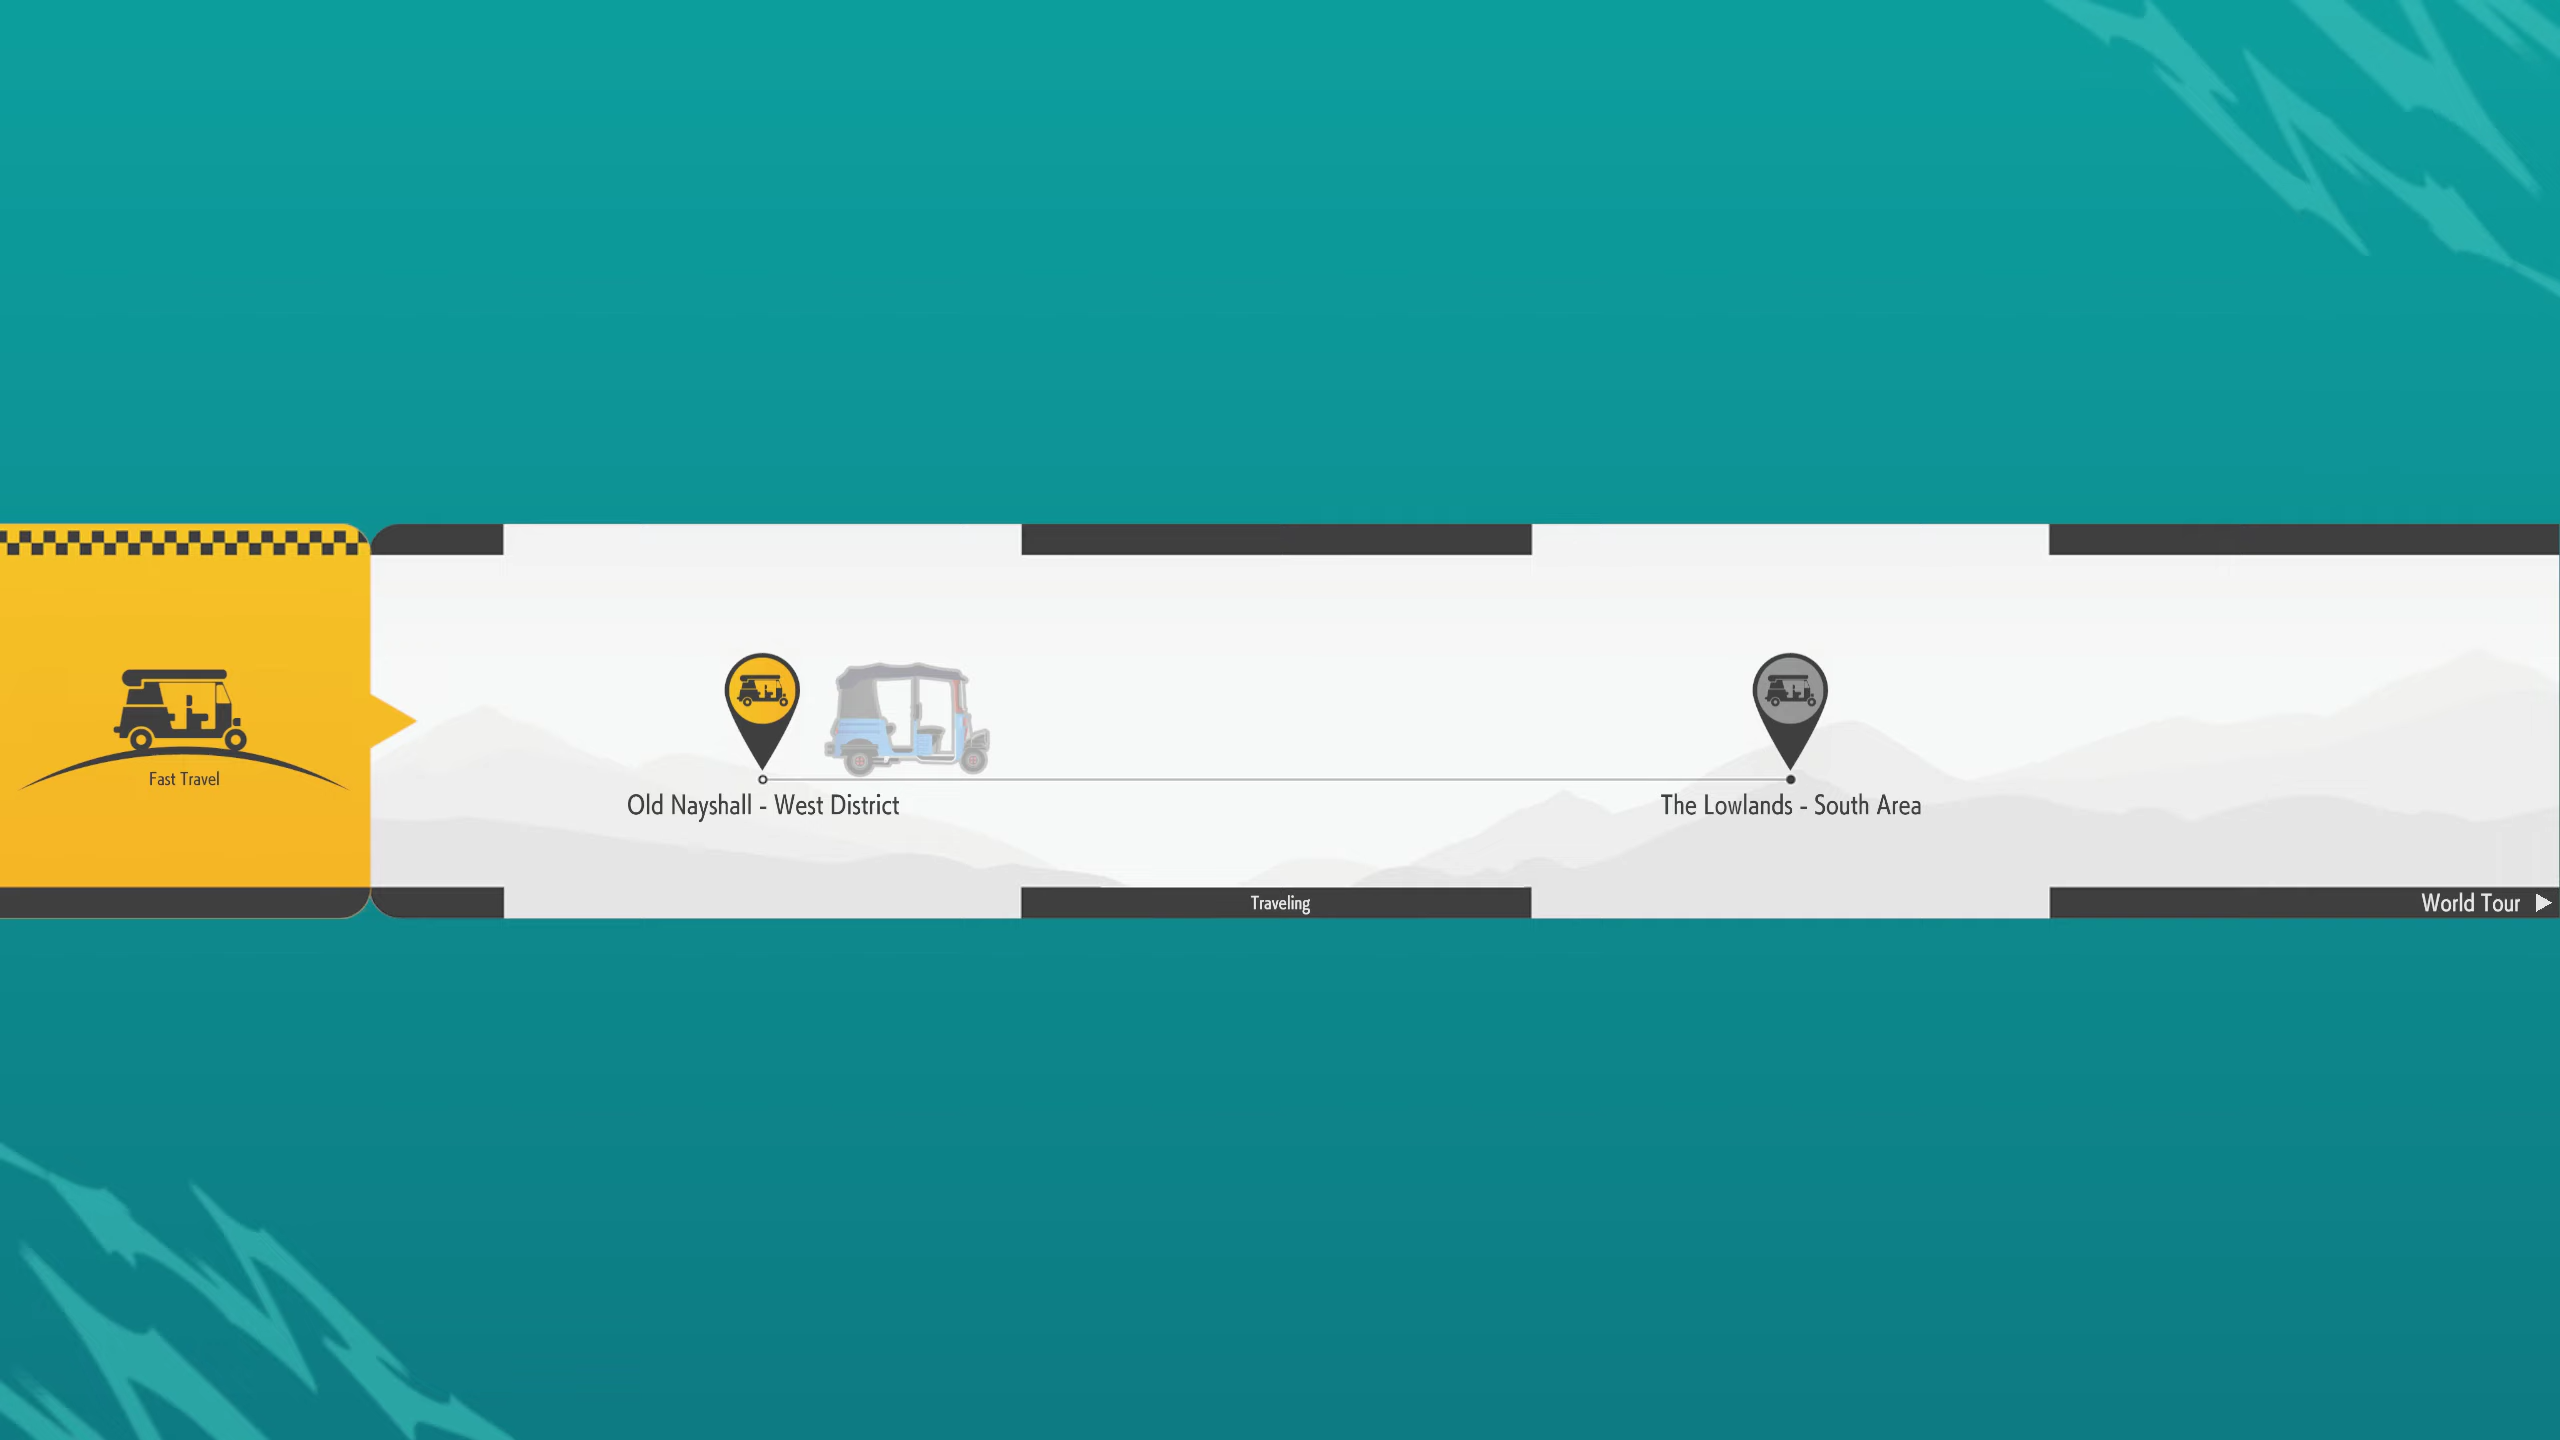 Fast Travel
Old Nayshall - West District
The Lowlands - South Area
Traveling
World Tour